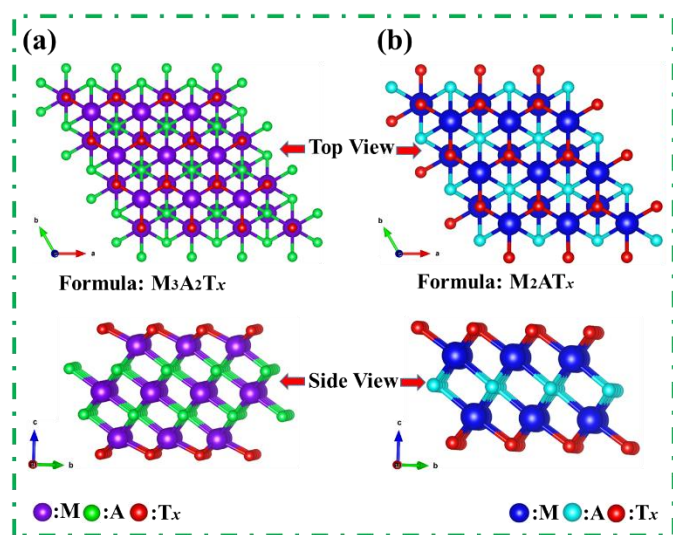 (a)
(b)
Top View
b
a
b
a
Formula: M₃A₂Tₓ
Formula: M₂ATₓ
Side View
c
b
c
b
:M :A :Tₓ
:M :A :Tₓ